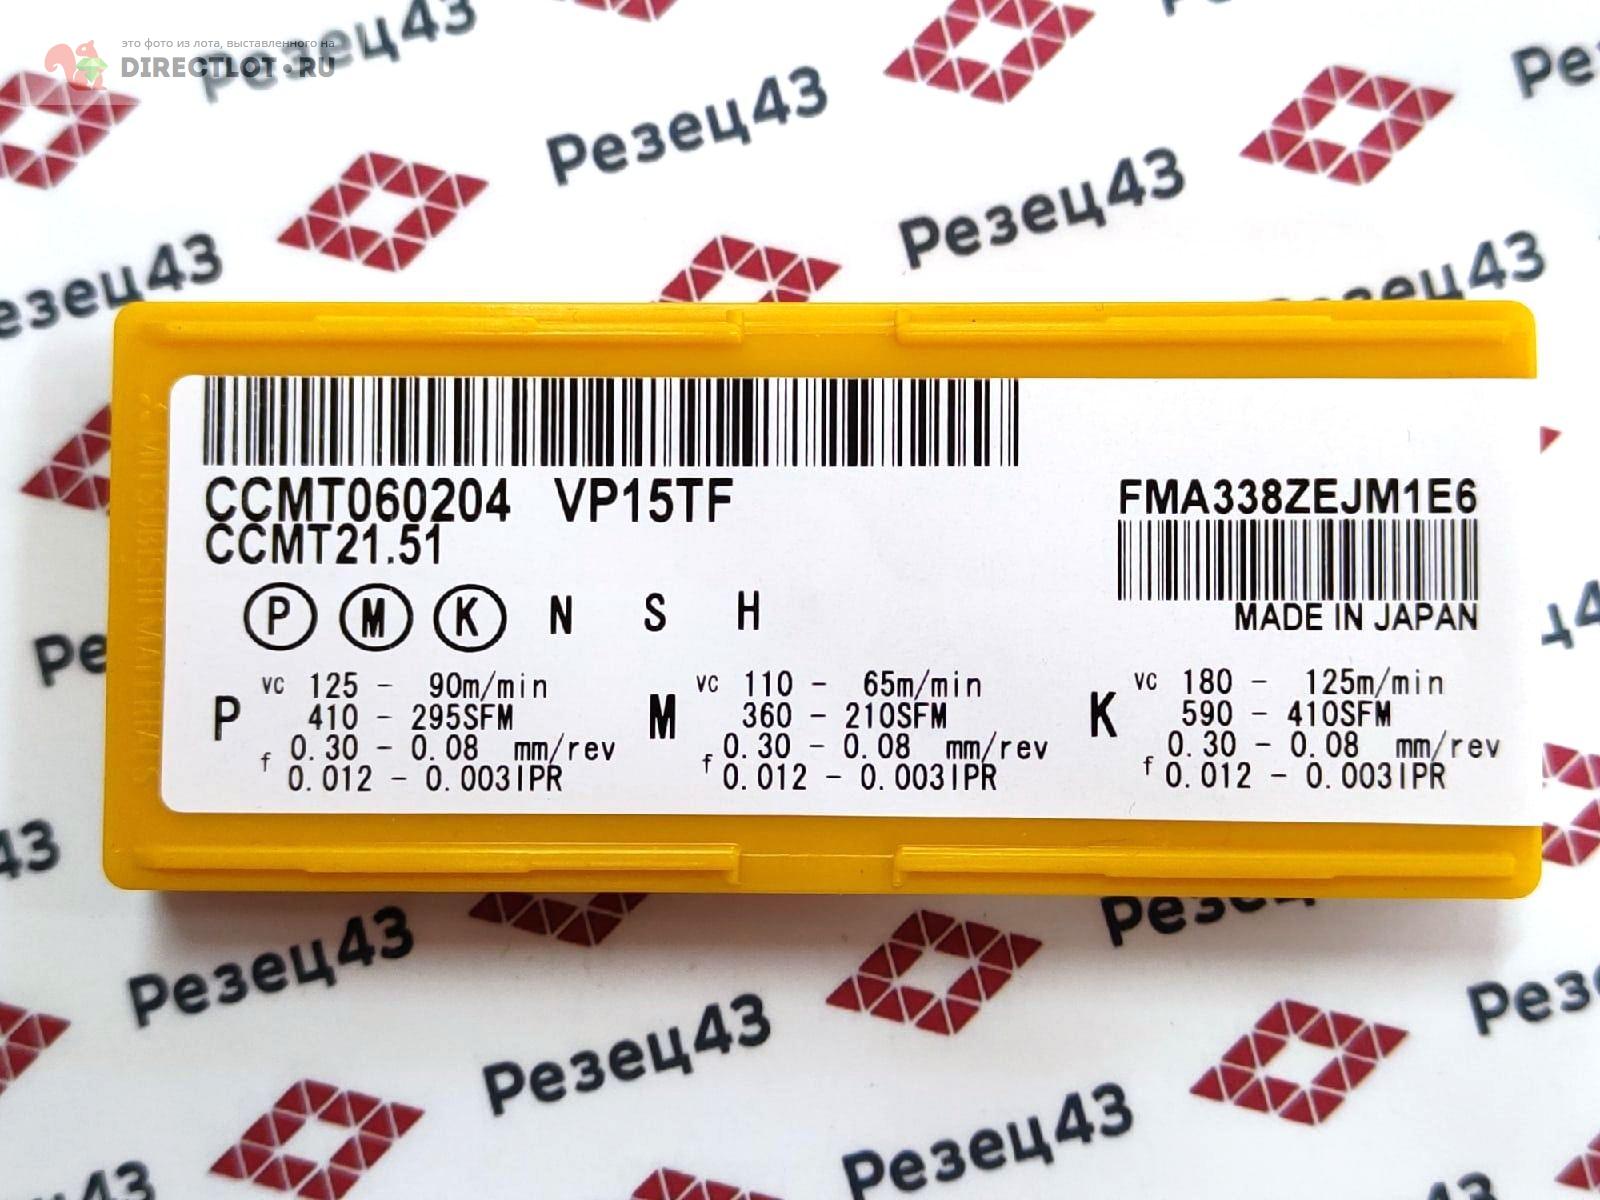 это фото из лота, выставленного на
DIRECTLOT.RU
Резец43
Резец43
Резец43
CCMT060204 VP15TF
CCMT21.51
P M K N S H
FMA338ZEJM1E6
MADE IN JAPAN
P vc 125 - 90m/min
410 - 295SFM
f 0.30 - 0.08 mm/rev
0.012 - 0.003IPR
M vc 110 - 65m/min
360 - 210SFM
f 0.30 - 0.08 mm/rev
0.012 - 0.003IPR
K vc 180 - 125m/min
590 - 410SFM
f 0.30 - 0.08 mm/rev
0.012 - 0.003IPR
Резец43
Резец43
Резец43